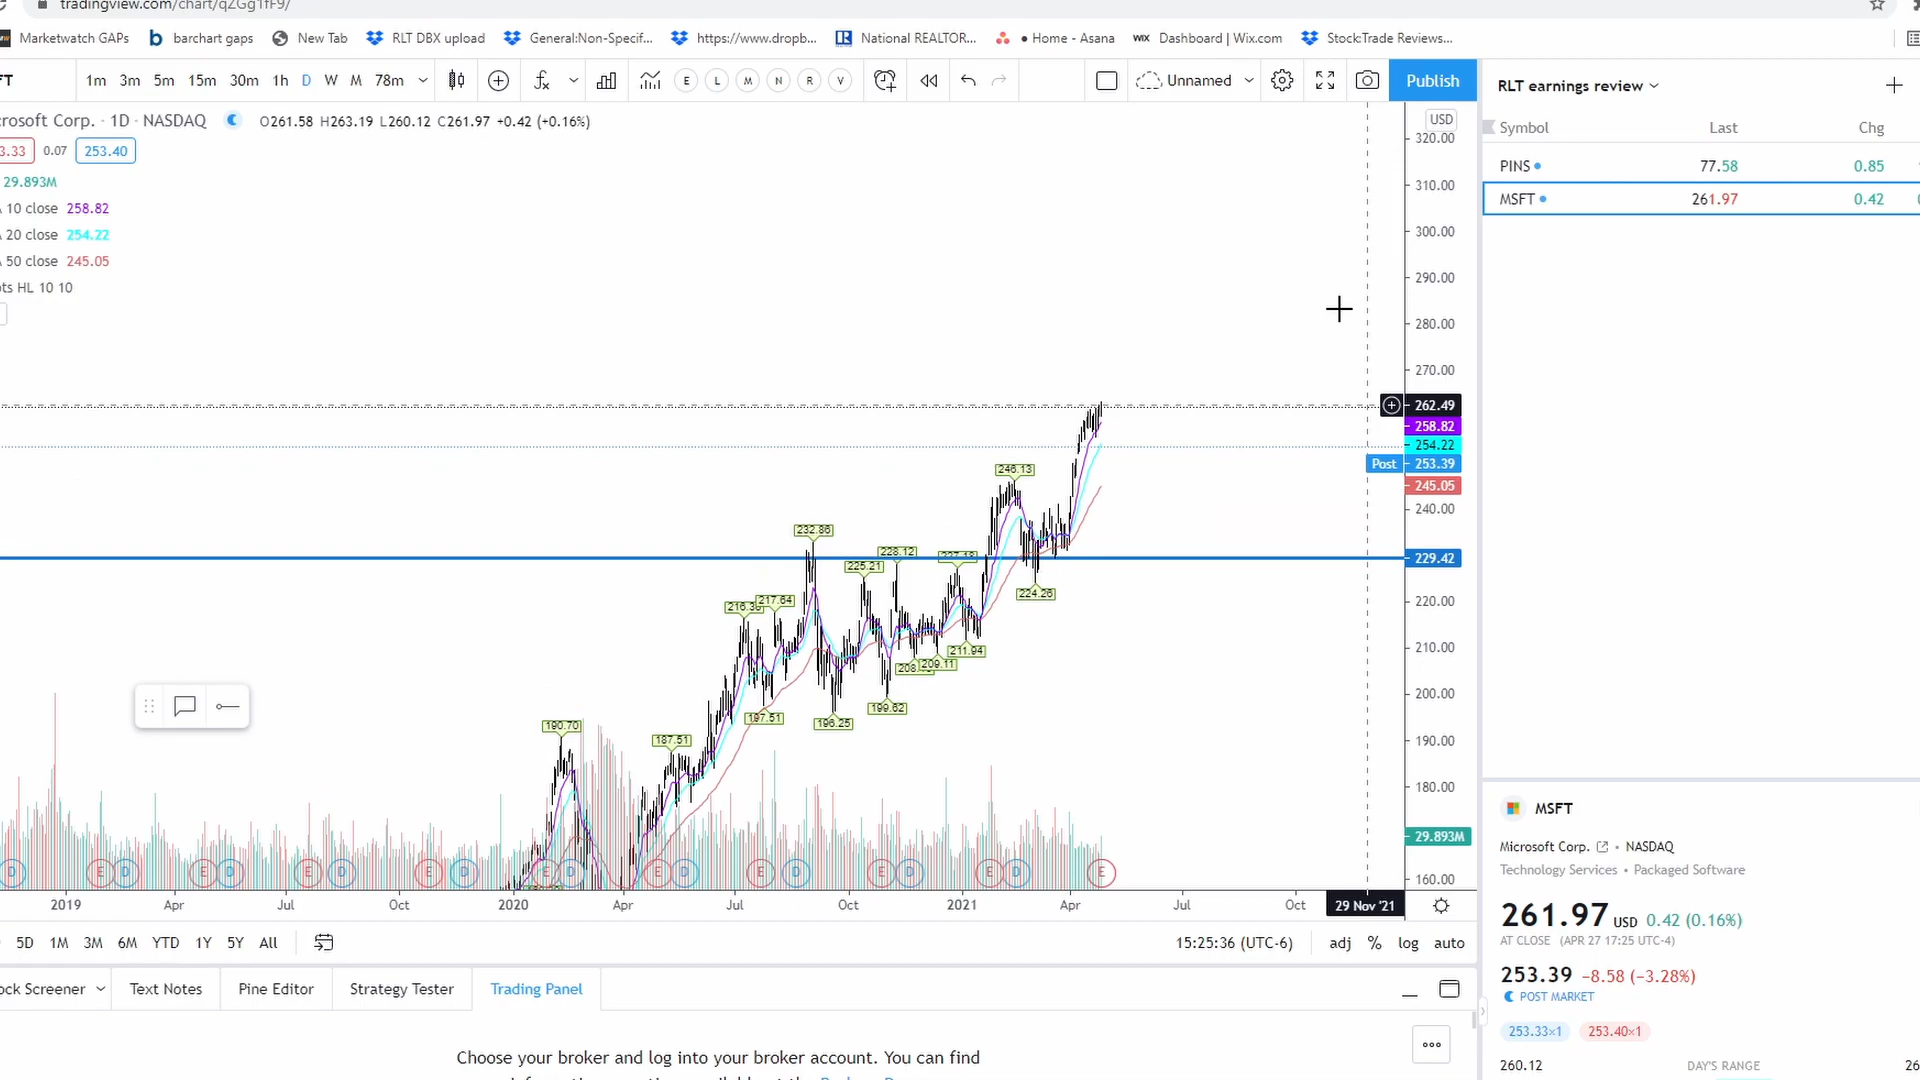 tradingview.com/chart/qZGg1fF9/
Marketwatch GAPs barchart gaps New Tab RLT DBX upload General:Non-Specif... https://www.dropb... National REALTOR... • Home - Asana WIX Dashboard | Wix.com Stock:Trade Reviews...
FT 1m 3m 5m 15m 30m 1h D W M 78m E L M N R V Unnamed Publish
RLT earnings review
rosoft Corp. · 1D · NASDAQ O261.58 H263.19 L260.12 C261.97 +0.42 (+0.16%)
USD
3.33 0.07 253.40
29.893M
10 close 258.82
20 close 254.22
50 close 245.05
ts HL 10 10
Symbol Last Chg
PINS 77.58 0.85
MSFT 261.97 0.42
320.00
310.00
300.00
290.00
280.00
270.00
262.49
258.82
254.22
Post 253.39
245.05
240.00
229.42
220.00
210.00
200.00
190.00
180.00
29.893M
160.00
246.13
232.86
228.12
227.18
225.21
224.26
217.64
211.94
209.11
199.62
197.51
196.25
190.70
187.51
D E D E D E D E D E D E D E D E D E D E
2019 Apr Jul Oct 2020 Apr Jul Oct 2021 Apr Jul Oct 29 Nov '21
5D 1M 3M 6M YTD 1Y 5Y All 15:25:36 (UTC-6) adj % log auto
ock Screener Text Notes Pine Editor Strategy Tester Trading Panel
Choose your broker and log into your broker account. You can find
MSFT
Microsoft Corp. • NASDAQ
Technology Services • Packaged Software
261.97 USD 0.42 (0.16%)
AT CLOSE (APR 27 17:25 UTC-4)
253.39 −8.58 (−3.28%)
POST MARKET
253.33×1 253.40×1
260.12 DAY'S RANGE 26